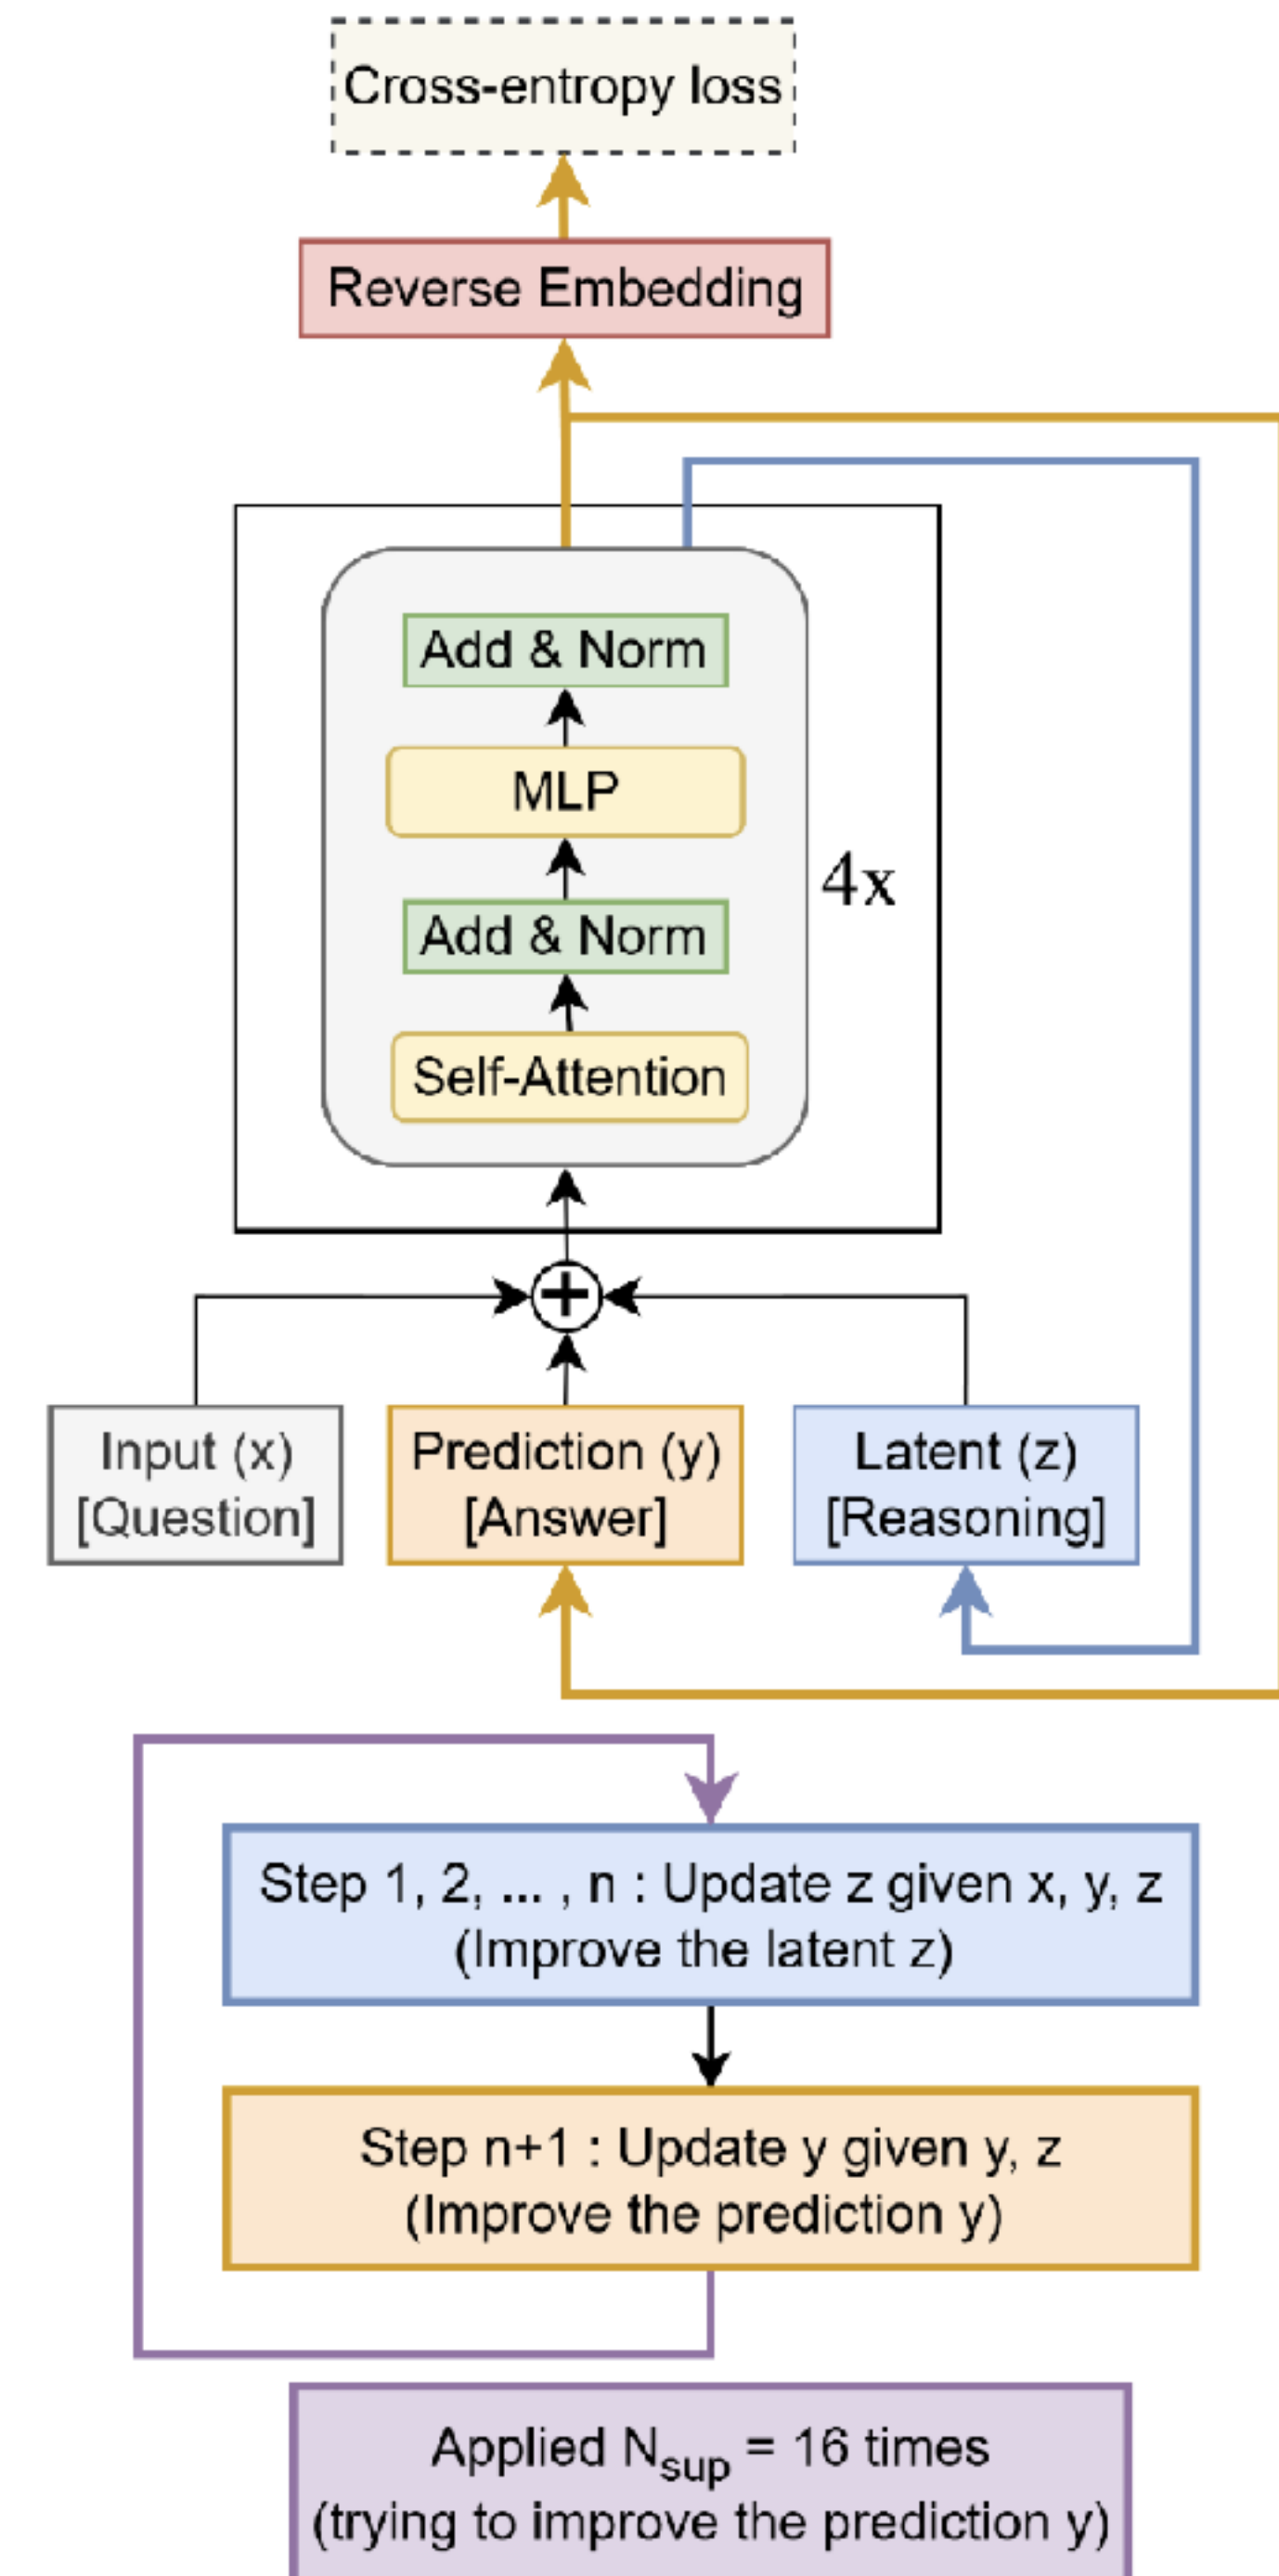 Cross-entropy loss
Reverse Embedding
Add & Norm
MLP
4x
Add & Norm
Self-Attention
+
Input (x)
[Question]
Prediction (y)
[Answer]
Latent (z)
[Reasoning]
Step 1, 2, ... , n : Update z given x, y, z
(Improve the latent z)
Step n+1 : Update y given y, z
(Improve the prediction y)
Applied Nsup = 16 times
(trying to improve the prediction y)